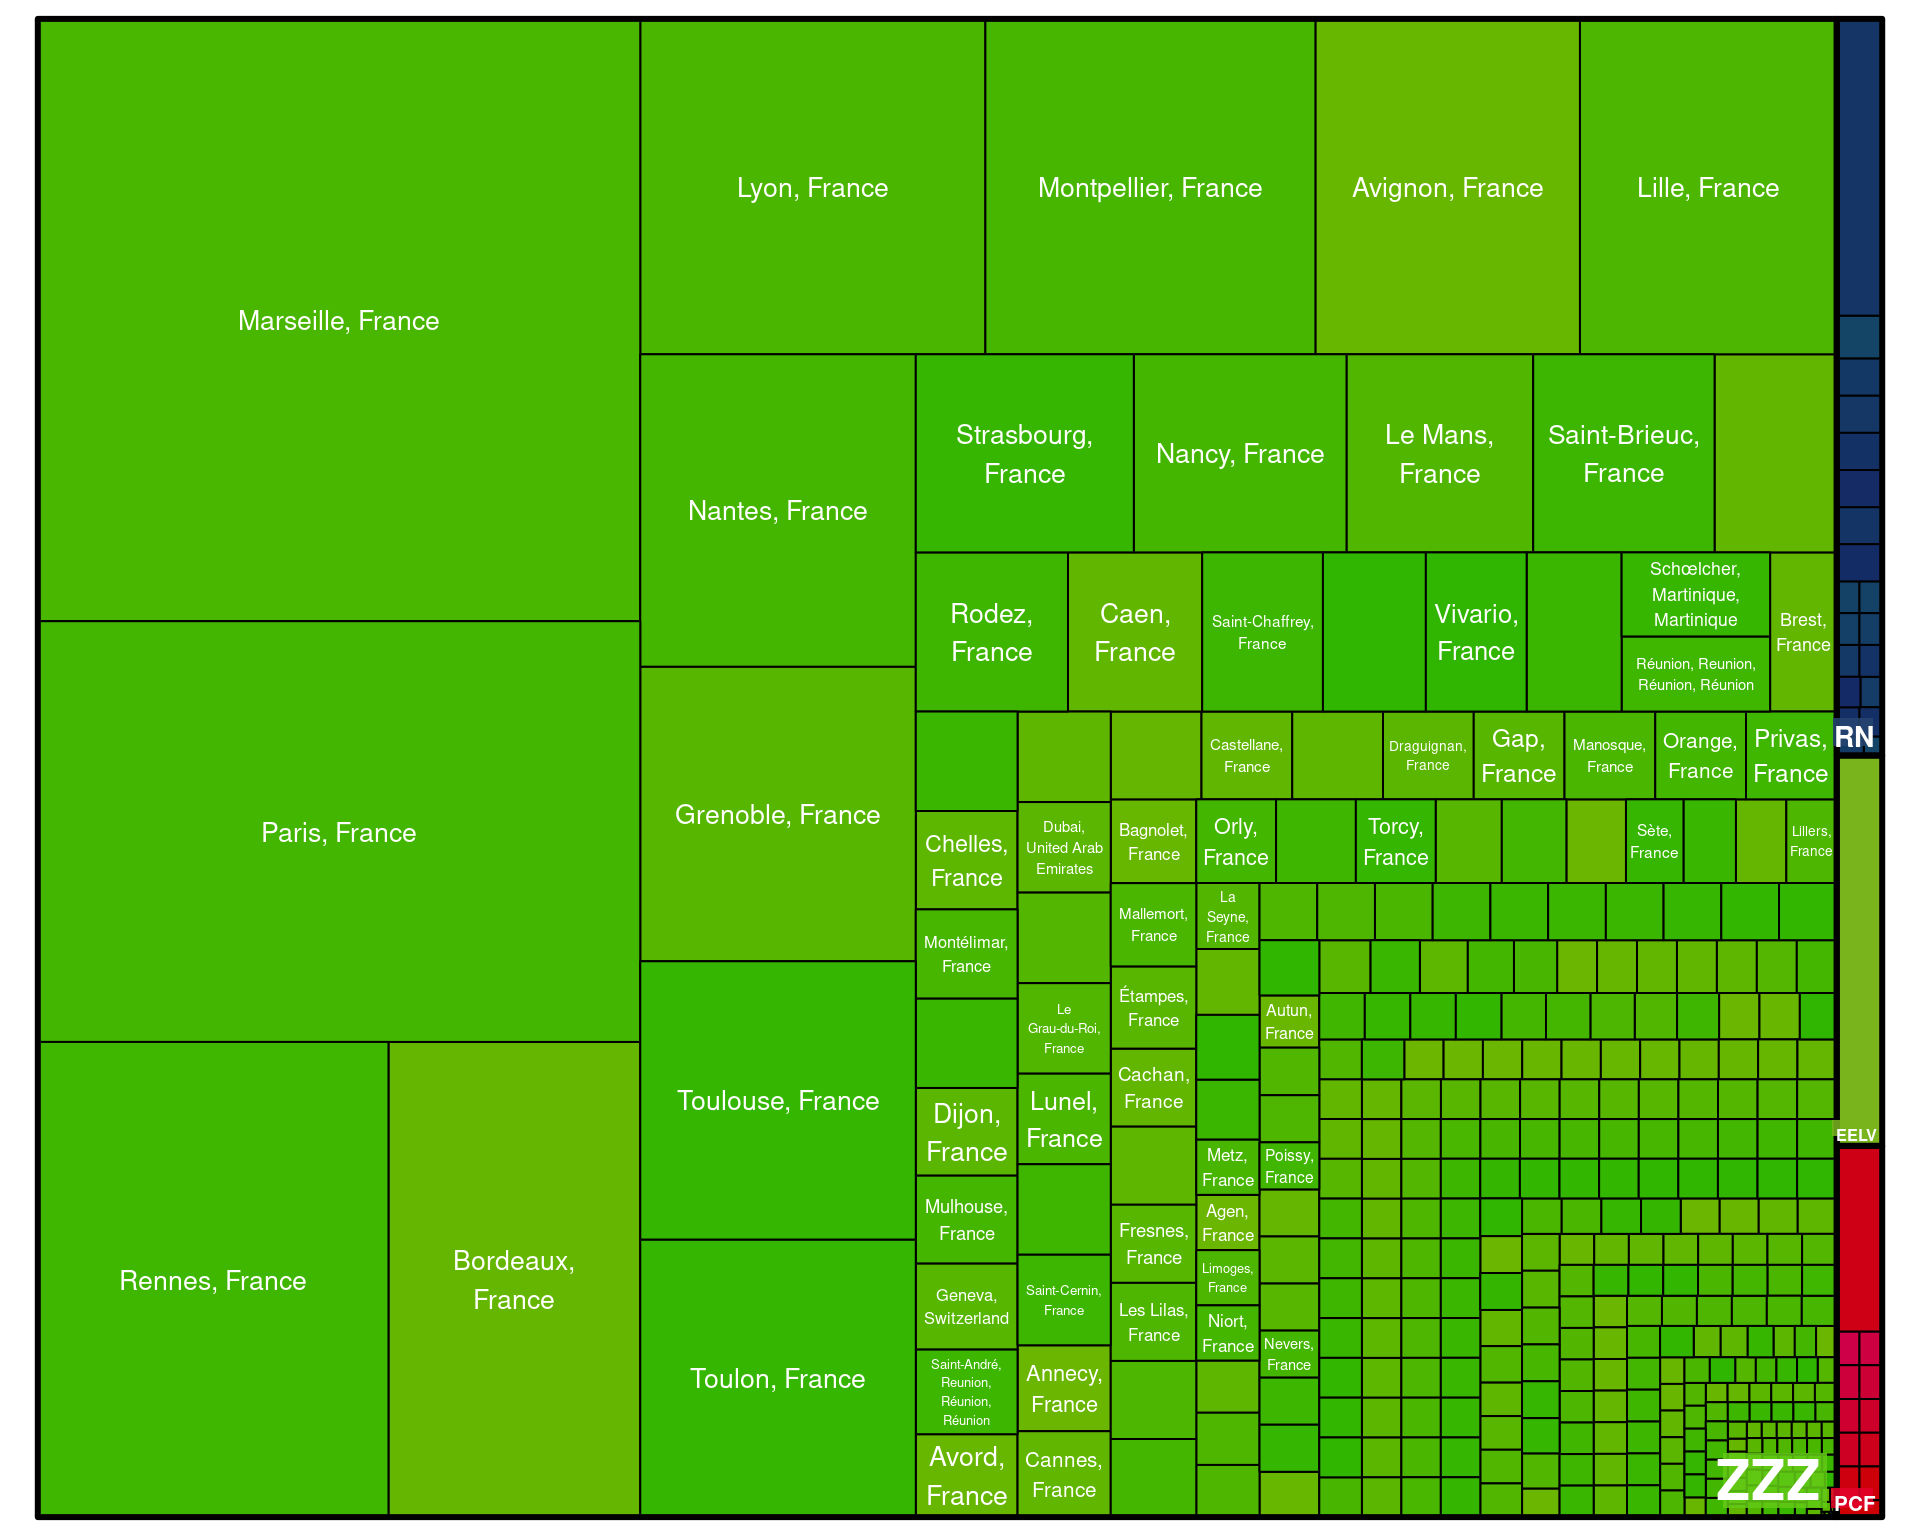 Marseille, France
Lyon, France
Montpellier, France
Avignon, France
Lille, France
Paris, France
Rennes, France
Bordeaux,
France
Nantes, France
Grenoble, France
Toulouse, France
Toulon, France
Strasbourg,
France
Nancy, France
Le Mans,
France
Saint-Brieuc,
France
Rodez,
France
Caen,
France
Saint-Chaffrey,
France
Vivario,
France
Schœlcher,
Martinique,
Martinique
Réunion, Reunion,
Réunion, Réunion
Brest,
France
Castellane,
France
Draguignan,
France
Gap,
France
Manosque,
France
Orange,
France
Privas,
France
Chelles,
France
Montélimar,
France
Dijon,
France
Mulhouse,
France
Geneva,
Switzerland
Saint-André,
Reunion,
Réunion,
Réunion
Avord,
France
Dubai,
United Arab
Emirates
Le
Grau-du-Roi,
France
Lunel,
France
Saint-Cernin,
France
Annecy,
France
Cannes,
France
Bagnolet,
France
Mallemort,
France
Étampes,
France
Cachan,
France
Fresnes,
France
Les Lilas,
France
Orly,
France
Torcy,
France
Sète,
France
Lillers,
France
La
Seyne,
France
Metz,
France
Agen,
France
Limoges,
France
Niort,
France
Autun,
France
Poissy,
France
Nevers,
France
ZZZ
RN
EELV
PCF